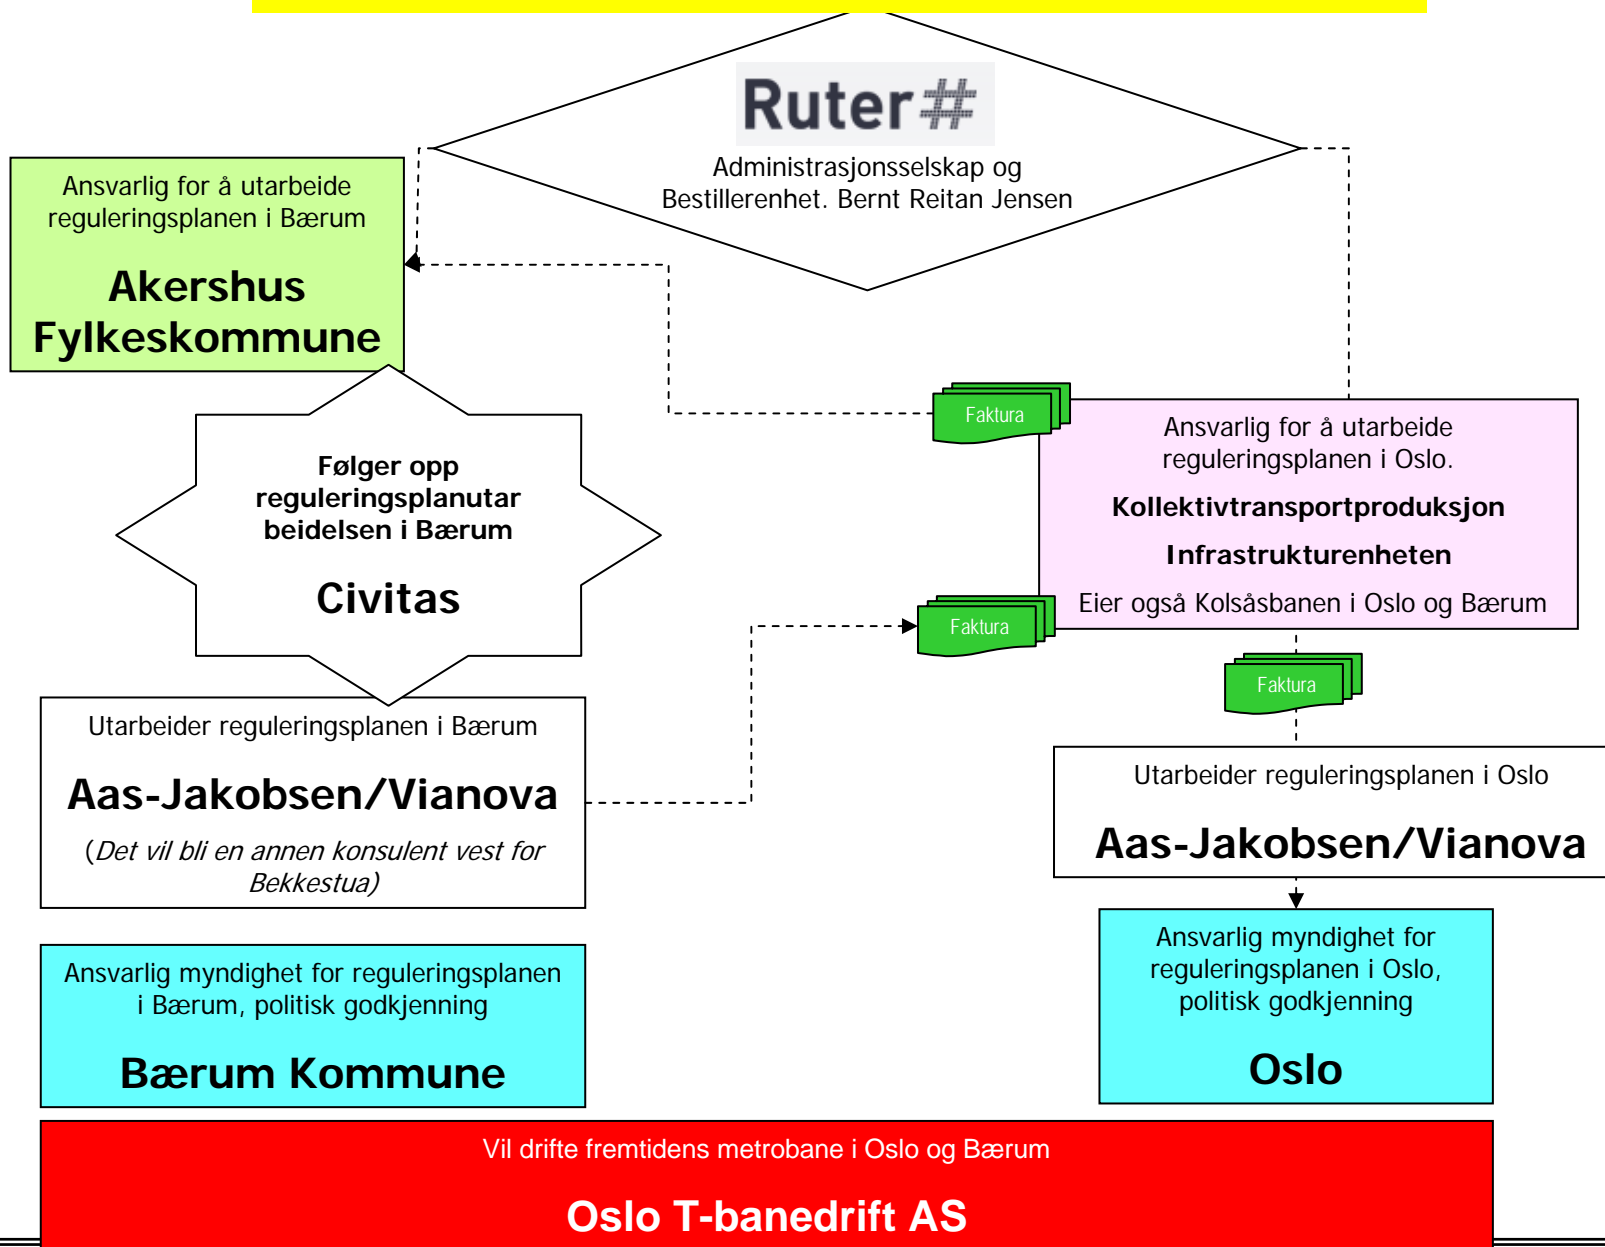 Ruter#
Administrasjonsselskap og
Bestillerenhet. Bernt Reitan Jensen
Ansvarlig for å utarbeide
reguleringsplanen i Bærum
Akershus
Fylkeskommune
Faktura
Ansvarlig for å utarbeide
reguleringsplanen i Oslo.
Kollektivtransportproduksjon
Infrastrukturenheten
Eier også Kolsåsbanen i Oslo og Bærum
Følger opp
reguleringsplanutar
beidelsen i Bærum
Civitas
Faktura
Faktura
Utarbeider reguleringsplanen i Bærum
Aas-Jakobsen/Vianova
(Det vil bli en annen konsulent vest for
Bekkestua)
Utarbeider reguleringsplanen i Oslo
Aas-Jakobsen/Vianova
Ansvarlig myndighet for reguleringsplanen
i Bærum, politisk godkjenning
Bærum Kommune
Ansvarlig myndighet for
reguleringsplanen i Oslo,
politisk godkjenning
Oslo
Vil drifte fremtidens metrobane i Oslo og Bærum
Oslo T-banedrift AS